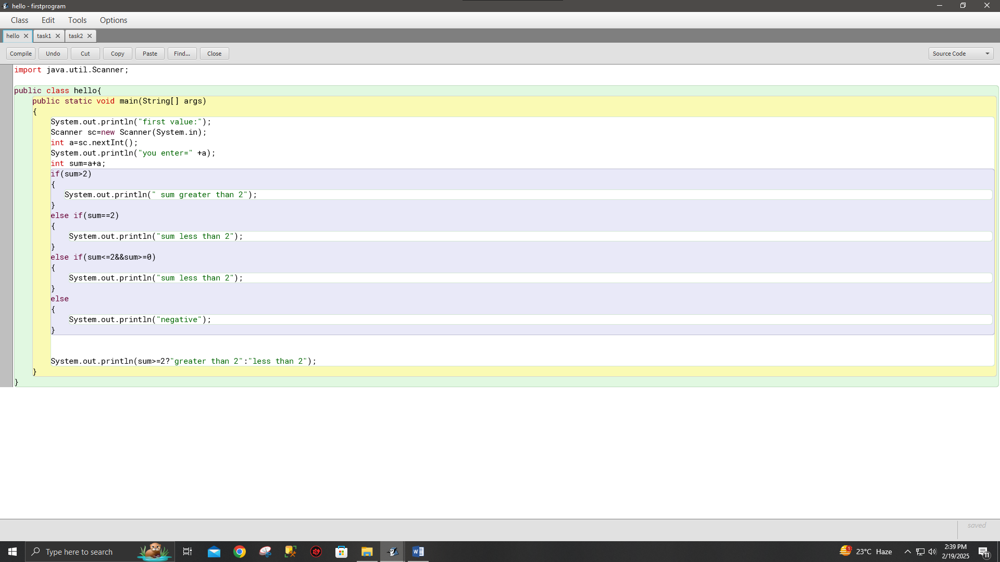 hello - firstprogram
Class Edit Tools Options
hello task1 task2
Compile Undo Cut Copy Paste Find... Close Source Code
import java.util.Scanner;
public class hello{
public static void main(String[] args)
{
System.out.println("first value:");
Scanner sc=new Scanner(System.in);
int a=sc.nextInt();
System.out.println("you enter=" +a);
int sum=a+a;
if(sum>2)
{
System.out.println(" sum greater than 2");
}
else if(sum==2)
{
System.out.println("sum less than 2");
}
else if(sum<=2&&sum>=0)
{
System.out.println("sum less than 2");
}
else
{
System.out.println("negative");
}
System.out.println(sum>=2?"greater than 2":"less than 2");
}
}
saved
Type here to search
1
23°C Haze
2:39 PM
2/19/2025
11